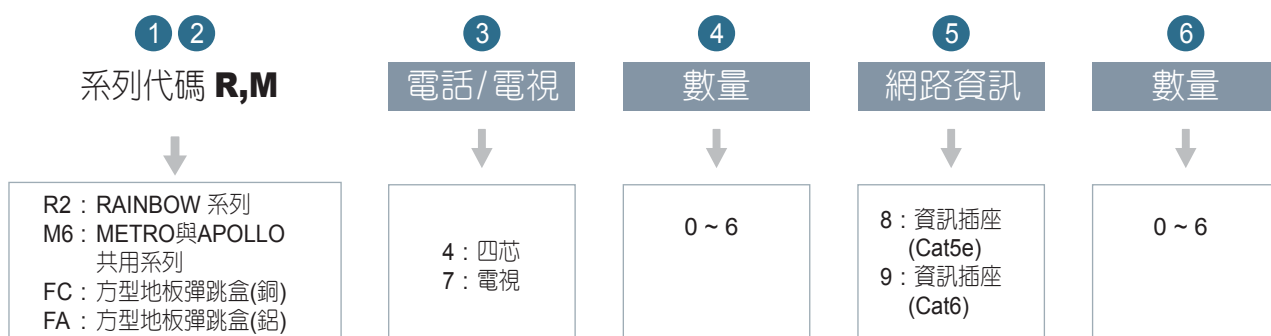 1 2
系列代碼 R,M
R2：RAINBOW 系列
M6：METRO與APOLLO
共用系列
FC：方型地板彈跳盒(銅)
FA：方型地板彈跳盒(鋁)
3
電話/電視
4：四芯
7：電視
4
數量
0 ~ 6
5
網路資訊
8：資訊插座
(Cat5e)
9：資訊插座
(Cat6)
6
數量
0 ~ 6